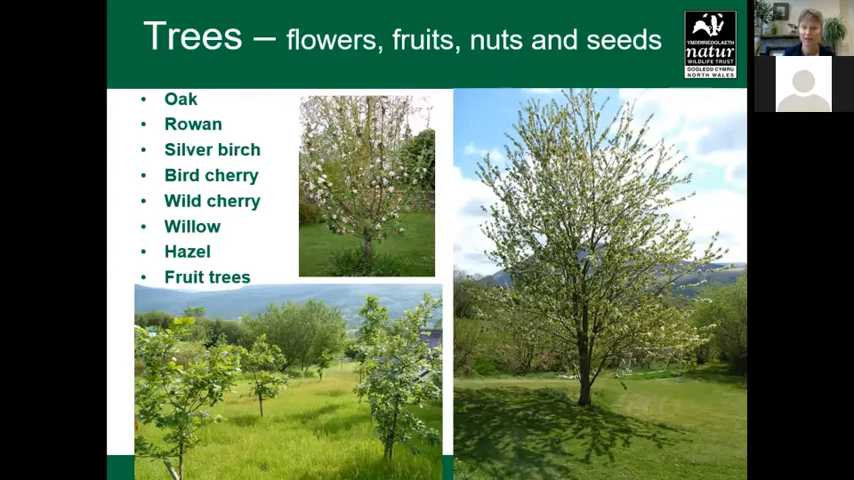 Trees – flowers, fruits, nuts and seeds
YMDDIRIEDOLAETH
natur
WILDLIFE TRUST
GOGLEDD CYMRU
NORTH WALES
• Oak
• Rowan
• Silver birch
• Bird cherry
• Wild cherry
• Willow
• Hazel
• Fruit trees